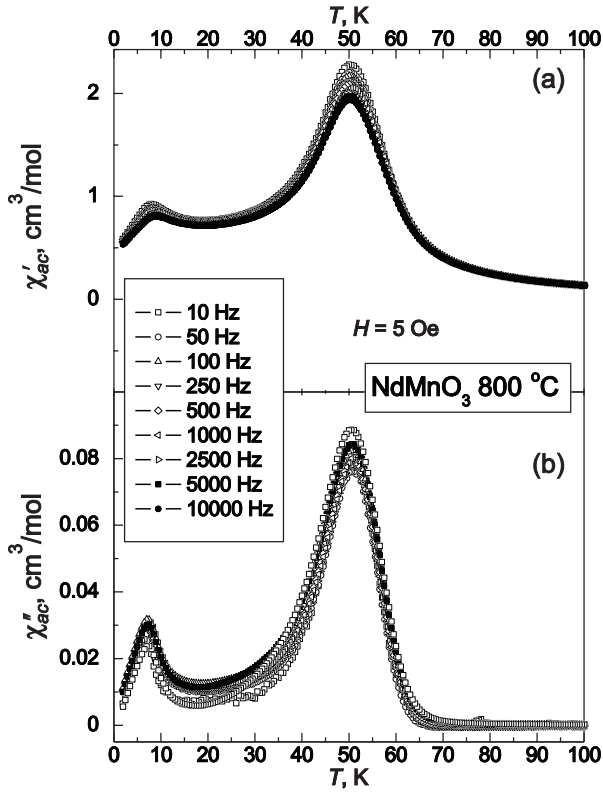 T, K
0 10 20 30 40 50 60 70 80 90 100
(a)
2
1
0
χ′ac, cm³/mol
10 Hz
50 Hz
100 Hz
250 Hz
500 Hz
1000 Hz
2500 Hz
5000 Hz
10000 Hz
H = 5 Oe
NdMnO₃ 800 °C
(b)
0.08
0.06
0.04
0.02
0
χ″ac, cm³/mol
0 10 20 30 40 50 60 70 80 90 100
T, K